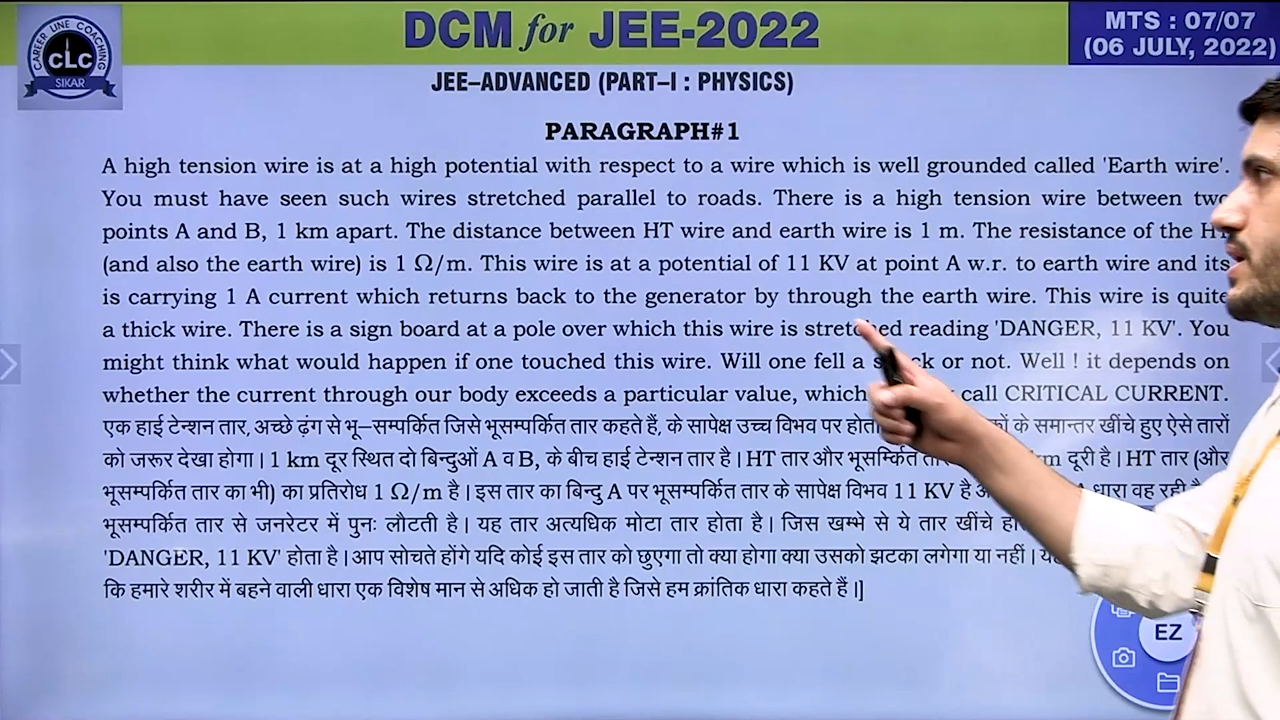 CAREER LINE COACHING
CLC
SIKAR
DCM for JEE-2022
MTS : 07/07
(06 JULY, 2022)
JEE–ADVANCED (PART–I : PHYSICS)
PARAGRAPH#1
A high tension wire is at a high potential with respect to a wire which is well grounded called 'Earth wire'.
You must have seen such wires stretched parallel to roads. There is a high tension wire between two
points A and B, 1 km apart. The distance between HT wire and earth wire is 1 m. The resistance of the HT
(and also the earth wire) is 1 Ω/m. This wire is at a potential of 11 KV at point A w.r. to earth wire and its
is carrying 1 A current which returns back to the generator by through the earth wire. This wire is quite
a thick wire. There is a sign board at a pole over which this wire is stretched reading 'DANGER, 11 KV'. You
might think what would happen if one touched this wire. Will one fell a or not. Well ! it depends on
whether the current through our body exceeds a particular value, which call CRITICAL CURRENT.
एक हाई टेन्शन तार, अच्छे ढ़ंग से भू–सम्पर्कित जिसे भूसम्पर्कित तार कहते हैं, के सापेक्ष उच्च विभव पर के समान्तर खींचे हुए ऐसे तारों
को जरूर देखा होगा। 1 km दूर स्थित दो बिन्दुओं A व B, के बीच हाई टेन्शन तार है। HT तार और दूरी है। HT तार (और
भूसम्पर्कित तार का भी) का प्रतिरोध 1 Ω/m है। इस तार का बिन्दु A पर भूसम्पर्कित तार के सापेक्ष विभव 11 KV है A धारा वह रही
भूसम्पर्कित तार से जनरेटर में पुनः लौटती है। यह तार अत्यधिक मोटा तार होता है। जिस खम्भे से ये तार खींचे
'DANGER, 11 KV' होता है। आप सोचते होंगे यदि कोई इस तार को छुएगा तो क्या होगा क्या उसको झटका लगेगा या नहीं।
कि हमारे शरीर में बहने वाली धारा एक विशेष मान से अधिक हो जाती है जिसे हम क्रांतिक धारा कहते हैं।]
EZ